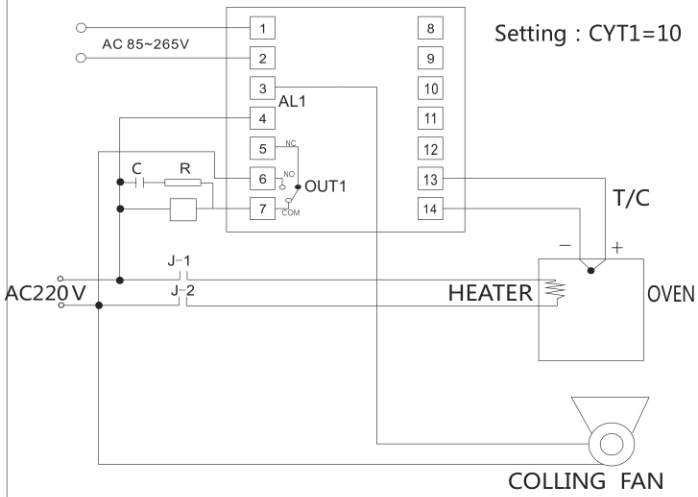 1 8 Setting : CYT1=10
AC 85~265V
2 9
3 10
AL1
4 11
5 NC 12
C R 6 NO OUT1 13
T/C
7 COM 14
− +
J-1
AC220 V J-2 HEATER OVEN
COLLING FAN